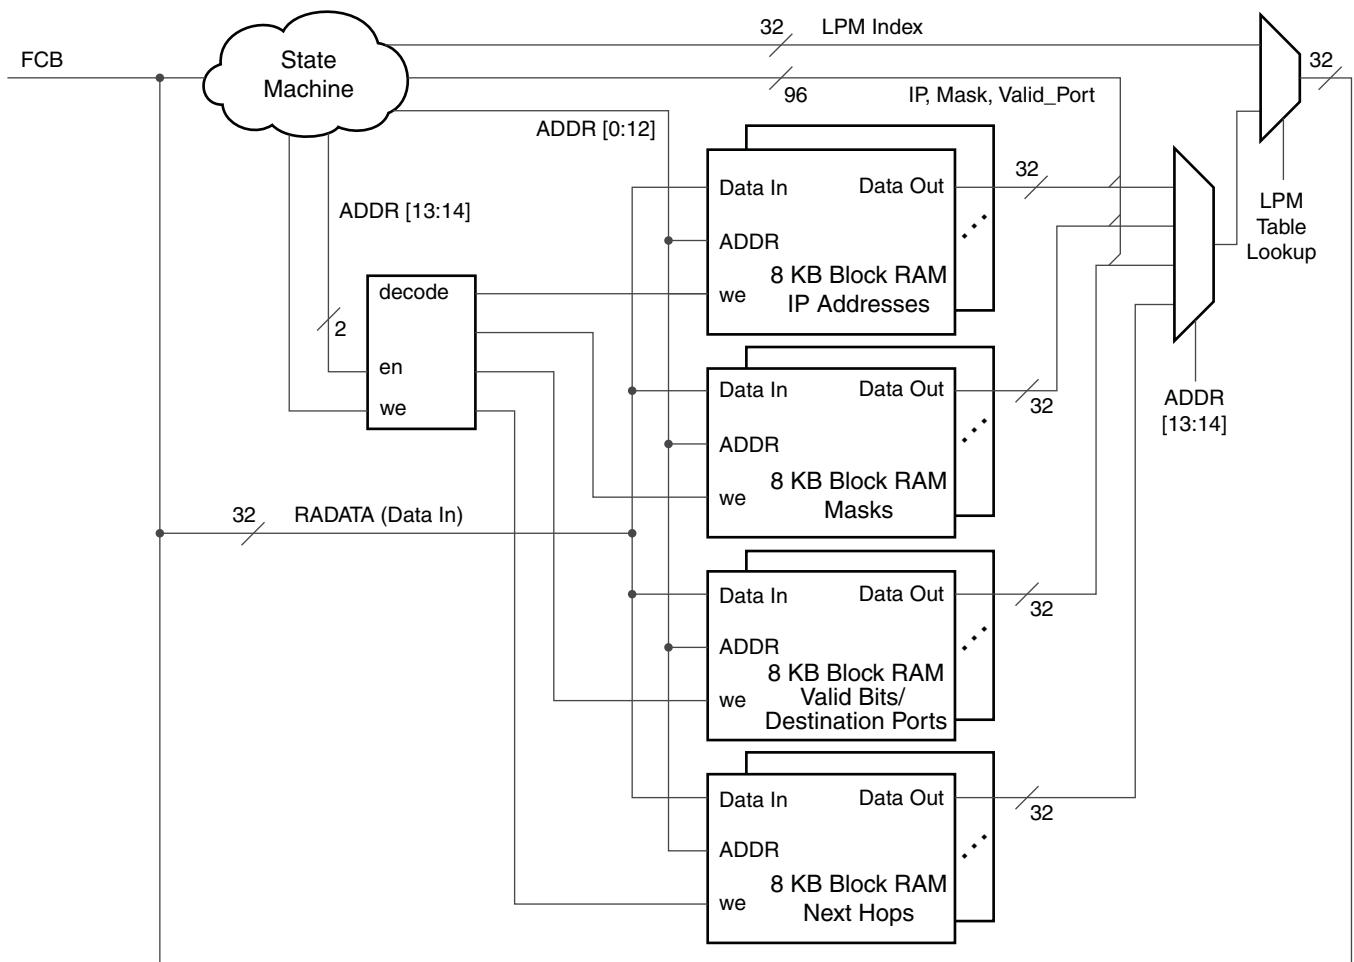 32 LPM Index
FCB
State
Machine
32
96
IP, Mask, Valid_Port
ADDR [0:12]
Data In Data Out
32
ADDR [13:14]
ADDR
8 KB Block RAM
IP Addresses
we
LPM
Table
Lookup
decode
2
en
we
Data In Data Out
32
ADDR
8 KB Block RAM
Masks
we
ADDR
[13:14]
32 RADATA (Data In)
Data In Data Out
32
ADDR
8 KB Block RAM
Valid Bits/
Destination Ports
we
Data In Data Out
32
ADDR
8 KB Block RAM
Next Hops
we